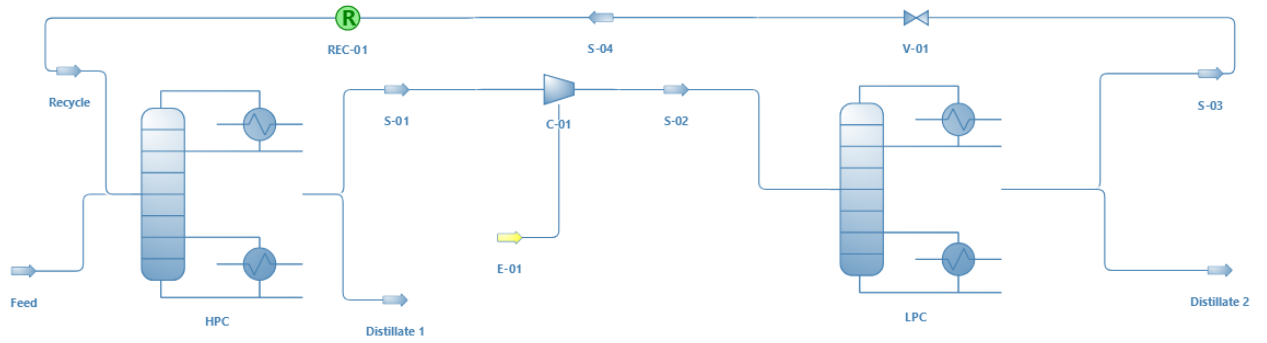 R
REC-01
S-04
V-01
Recycle
S-01
C-01
S-02
S-03
E-01
Feed
HPC
Distillate 1
LPC
Distillate 2